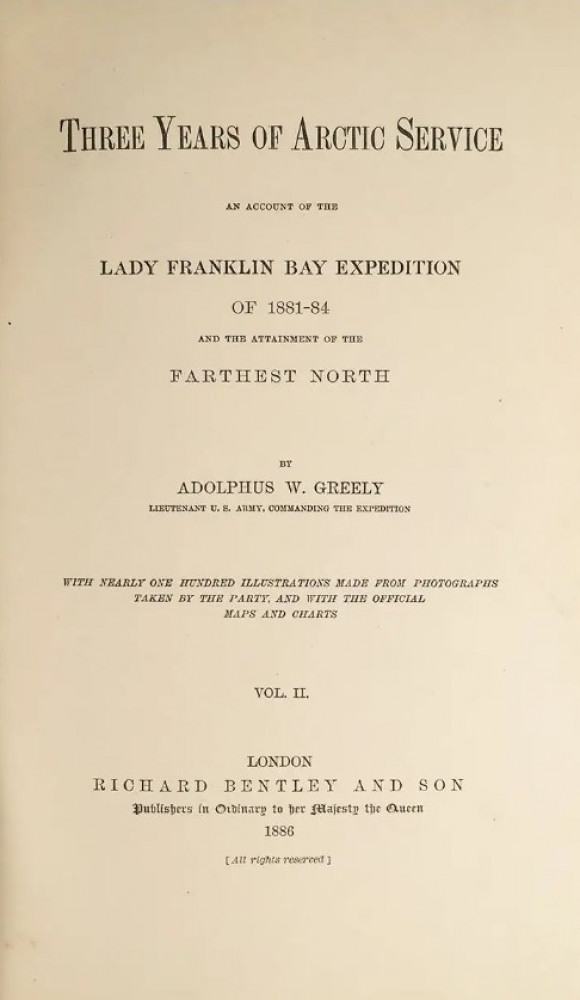 THREE YEARS OF ARCTIC SERVICE
AN ACCOUNT OF THE
LADY FRANKLIN BAY EXPEDITION
OF 1881-84
AND THE ATTAINMENT OF THE
FARTHEST NORTH
BY
ADOLPHUS W. GREELY
LIEUTENANT U. S. ARMY, COMMANDING THE EXPEDITION
WITH NEARLY ONE HUNDRED ILLUSTRATIONS MADE FROM PHOTOGRAPHS
TAKEN BY THE PARTY, AND WITH THE OFFICIAL
MAPS AND CHARTS
VOL. II.
LONDON
RICHARD BENTLEY AND SON
Publishers in Ordinary to her Majesty the Queen
1886
[All rights reserved]